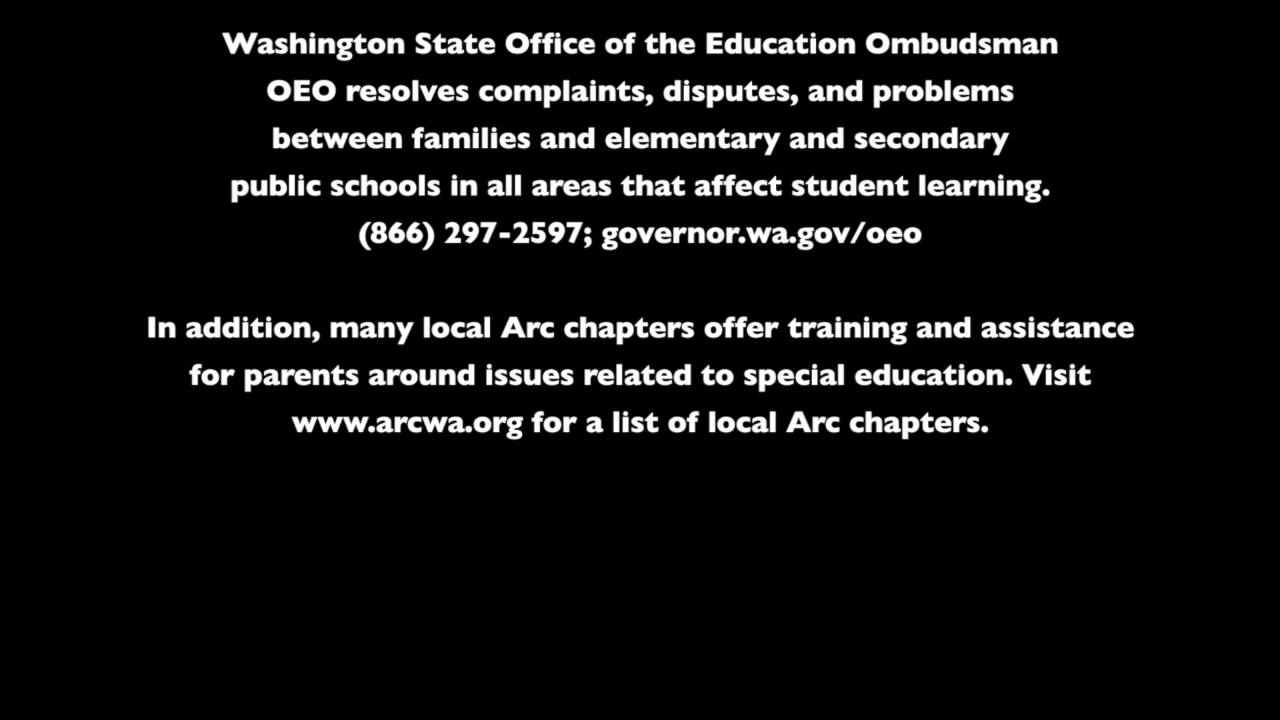 Washington State Office of the Education Ombudsman
OEO resolves complaints, disputes, and problems
between families and elementary and secondary
public schools in all areas that affect student learning.
(866) 297-2597; governor.wa.gov/oeo
In addition, many local Arc chapters offer training and assistance
for parents around issues related to special education. Visit
www.arcwa.org for a list of local Arc chapters.